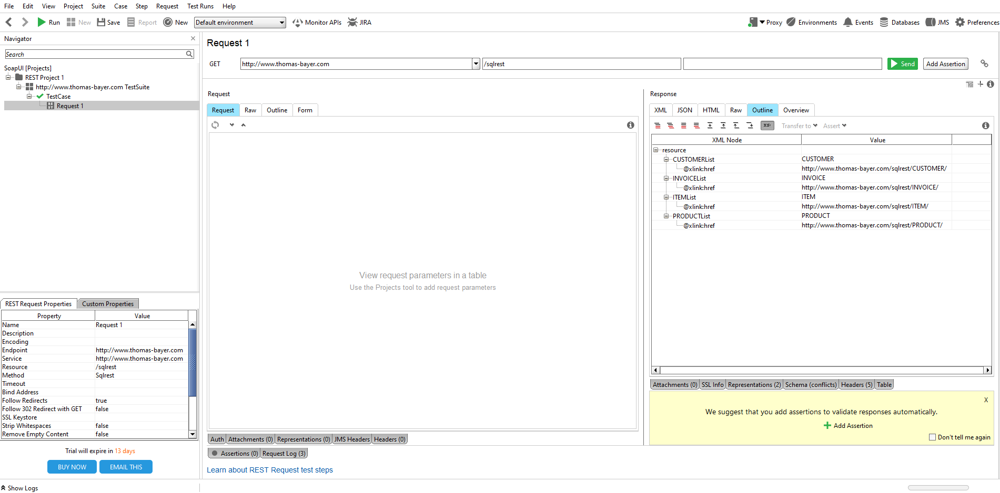 File Edit View Project Suite Case Step Request Test Runs Help
Run New Save Report New Default environment Monitor APIs JIRA Proxy Environments Events Databases JMS Preferences
Navigator
Search
SoapUI [Projects]
REST Project 1
http://www.thomas-bayer.com TestSuite
TestCase
Request 1
REST Request Properties Custom Properties
Property Value
Name Request 1
Description
Encoding
Endpoint http://www.thomas-bayer.com
Service http://www.thomas-bayer.com
Resource /sqlrest
Method Sqlrest
Timeout
Bind Address
Follow Redirects true
Follow 302 Redirect with GET false
SSL Keystore
Strip Whitespaces false
Remove Empty Content false
Trial will expire in 13 days
BUY NOW EMAIL THIS
Show Logs
Request 1
GET http://www.thomas-bayer.com /sqlrest Send Add Assertion
Request
Request Raw Outline Form
View request parameters in a table
Use the Projects tool to add request parameters
Auth Attachments (0) Representations (0) JMS Headers Headers (0)
Assertions (0) Request Log (3)
Learn about REST Request test steps
Response
XML JSON HTML Raw Outline Overview
XS: Transfer to Assert
XML Node Value
resource
CUSTOMERList CUSTOMER
@xlink:href http://www.thomas-bayer.com/sqlrest/CUSTOMER/
INVOICEList INVOICE
@xlink:href http://www.thomas-bayer.com/sqlrest/INVOICE/
ITEMList ITEM
@xlink:href http://www.thomas-bayer.com/sqlrest/ITEM/
PRODUCTList PRODUCT
@xlink:href http://www.thomas-bayer.com/sqlrest/PRODUCT/
Attachments (0) SSL Info Representations (2) Schema (conflicts) Headers (5) Table
X
We suggest that you add assertions to validate responses automatically.
Add Assertion
Don't tell me again